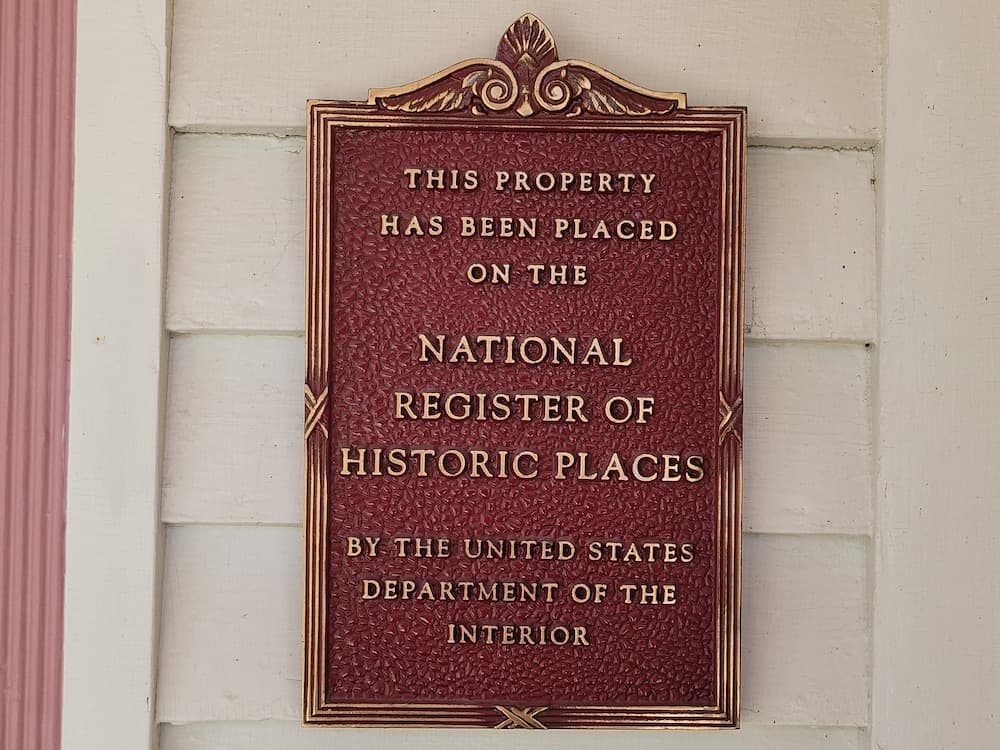 THIS PROPERTY
HAS BEEN PLACED
ON THE
NATIONAL
REGISTER OF
HISTORIC PLACES
BY THE UNITED STATES
DEPARTMENT OF THE
INTERIOR